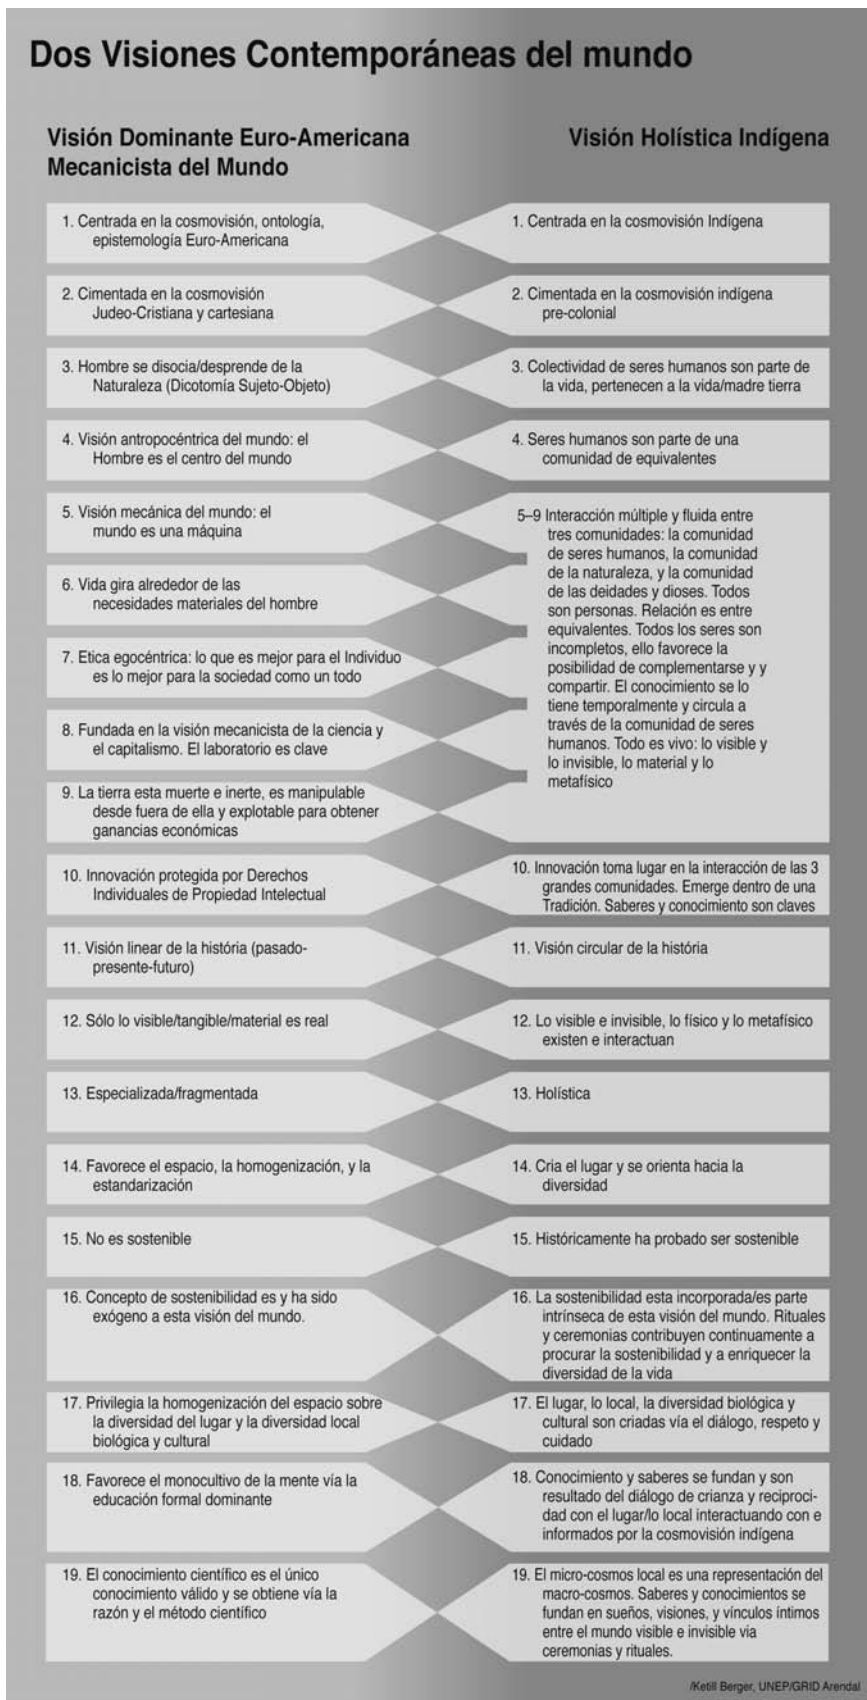 Dos Visiones Contemporáneas del mundo
Visión Dominante Euro-Americana
Mecanicista del Mundo
1. Centrada en la cosmovisión, ontología,
epistemología Euro-Americana
2. Cimentada en la cosmovisión
Judeo-Cristiana y cartesiana
3. Hombre se disocia/desprende de la
Naturaleza (Dicotomía Sujeto-Objeto)
4. Visión antropocéntrica del mundo: el
Hombre es el centro del mundo
5. Visión mecánica del mundo: el
mundo es una máquina
6. Vida gira alrededor de las
necesidades materiales del hombre
7. Etica egocéntrica: lo que es mejor para el Individuo
es lo mejor para la sociedad como un todo
8. Fundada en la visión mecanicista de la ciencia y
el capitalismo. El laboratorio es clave
9. La tierra esta muerte e inerte, es manipulable
desde fuera de ella y explotable para obtener
ganancias económicas
10. Innovación protegida por Derechos
Individuales de Propiedad Intelectual
11. Visión linear de la história (pasado-
presente-futuro)
12. Sólo lo visible/tangible/material es real
13. Especializada/fragmentada
14. Favorece el espacio, la homogenización, y la
estandarización
15. No es sostenible
16. Concepto de sostenibilidad es y ha sido
exógeno a esta visión del mundo.
17. Privilegia la homogenización del espacio sobre
la diversidad del lugar y la diversidad local
biológica y cultural
18. Favorece el monocultivo de la mente vía la
educación formal dominante
19. El conocimiento científico es el único
conocimiento válido y se obtiene vía la
razón y el método científico
Visión Holística Indígena
1. Centrada en la cosmovisión Indígena
2. Cimentada en la cosmovisión indígena
pre-colonial
3. Colectividad de seres humanos son parte de
la vida, pertenecen a la vida/madre tierra
4. Seres humanos son parte de una
comunidad de equivalentes
5–9 Interacción múltiple y fluida entre
tres comunidades: la comunidad
de seres humanos, la comunidad
de la naturaleza, y la comunidad
de las deidades y dioses. Todos
son personas. Relación es entre
equivalentes. Todos los seres son
incompletos, ello favorece la
posibilidad de complementarse y y
compartir. El conocimiento se lo
tiene temporalmente y circula a
través de la comunidad de seres
humanos. Todo es vivo: lo visible y
lo invisible, lo material y lo
metafísico
10. Innovación toma lugar en la interacción de las 3
grandes comunidades. Emerge dentro de una
Tradición. Saberes y conocimiento son claves
11. Visión circular de la história
12. Lo visible e invisible, lo físico y lo metafísico
existen e interactuan
13. Holística
14. Cria el lugar y se orienta hacia la
diversidad
15. Históricamente ha probado ser sostenible
16. La sostenibilidad esta incorporada/es parte
intrínseca de esta visión del mundo. Rituales
y ceremonias contribuyen continuamente a
procurar la sostenibilidad y a enriquecer la
diversidad de la vida
17. El lugar, lo local, la diversidad biológica y
cultural son criadas vía el diálogo, respeto y
cuidado
18. Conocimiento y saberes se fundan y son
resultado del diálogo de crianza y reciproci-
dad con el lugar/lo local interactuando con e
informados por la cosmovisión indígena
19. El micro-cosmos local es una representación del
macro-cosmos. Saberes y conocimientos se
fundan en sueños, visiones, y vínculos íntimos
entre el mundo visible e invisible via
ceremonias y rituales.
/Ketill Berger, UNEP/GRID Arendal